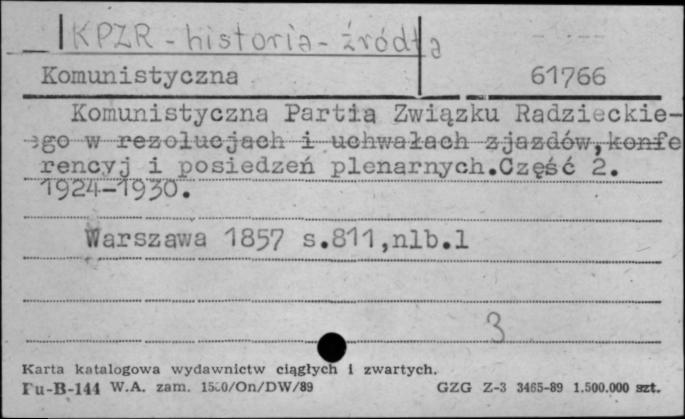 KPZR - historia - źródła
Komunistyczna 61766
Komunistyczna Partia Związku Radzieckie-
ego w rezolucjach i uchwałach zjazdów, konfe
rencyj i posiedzeń plenarnych.Część 2.
1924-1930.
Warszawa 1857 s.811,nlb.1
3
Karta katalogowa wydawnictw ciągłych i zwartych.
Pu-B-144 W.A. zam. 1500/On/DW/89 GZG Z-3 3465-89 1.500.000 szt.